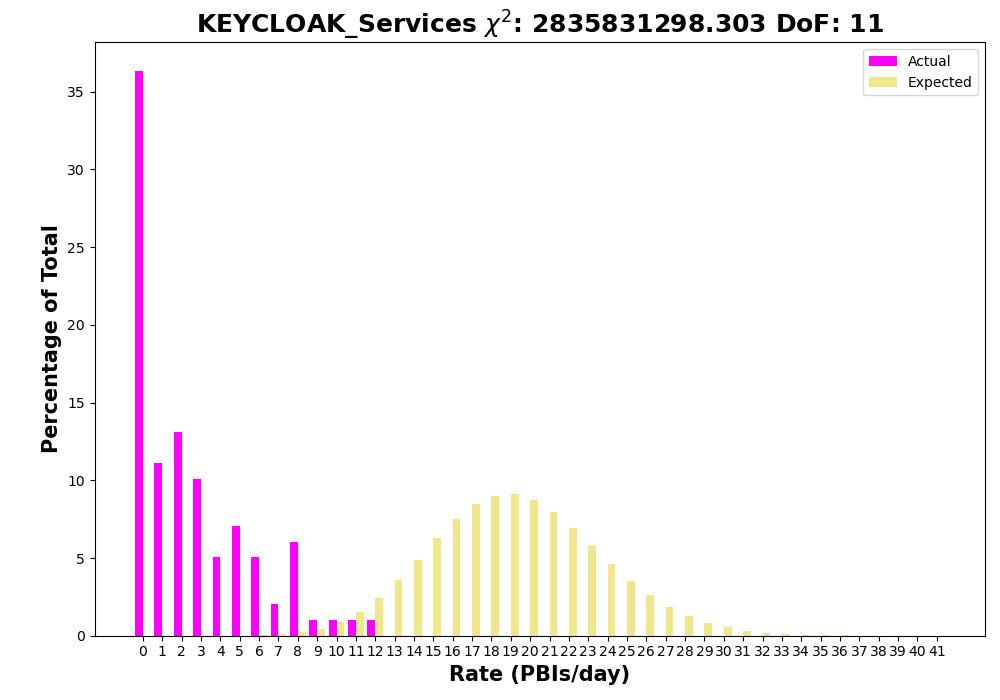 KEYCLOAK_Services χ²: 2835831298.303 DoF: 11
Actual
Expected
35
30
25
20
15
10
5
0
Percentage of Total
0 1 2 3 4 5 6 7 8 9 10 11 12 13 14 15 16 17 18 19 20 21 22 23 24 25 26 27 28 29 30 31 32 33 34 35 36 37 38 39 40 41
Rate (PBIs/day)